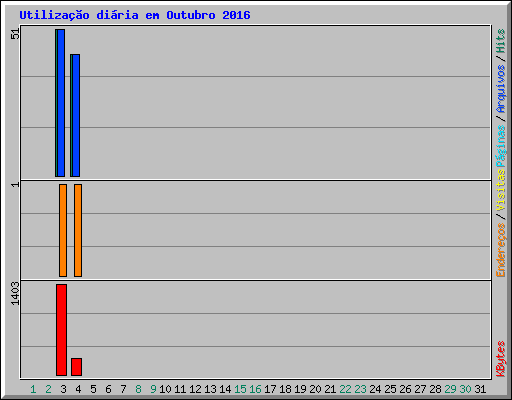 Utilização diária em Outubro 2016
51
1
1403
KBytes
Endereços / Visitas Páginas / Arquivos / Hits
1 2 3 4 5 6 7 8 9 10 11 12 13 14 15 16 17 18 19 20 21 22 23 24 25 26 27 28 29 30 31